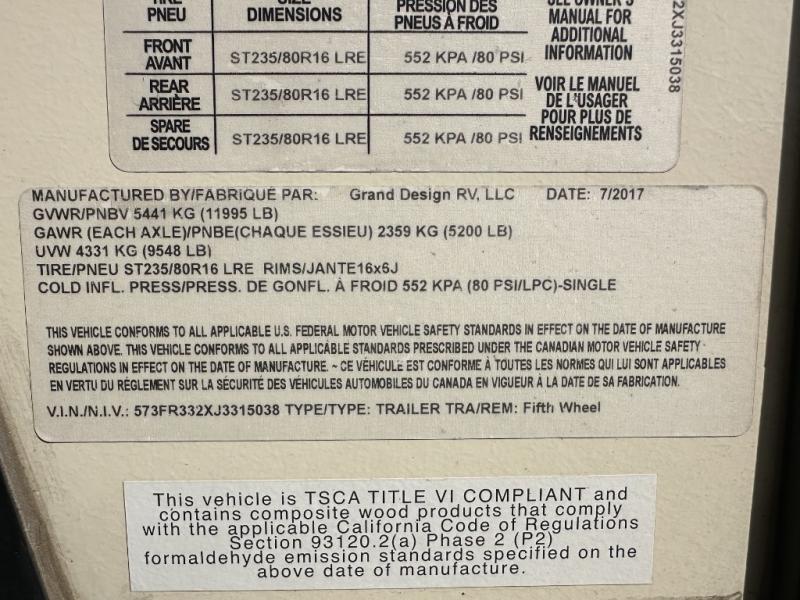 PNEU DIMENSIONS PRESSION DES PNEUS À FROID SEE OWNER'S MANUAL FOR ADDITIONAL INFORMATION
FRONT AVANT ST235/80R16 LRE 552 KPA /80 PSI
REAR ARRIÈRE ST235/80R16 LRE 552 KPA /80 PSI
SPARE DE SECOURS ST235/80R16 LRE 552 KPA /80 PSI
VOIR LE MANUEL DE L'USAGER POUR PLUS DE RENSEIGNEMENTS
2XJ3315038
MANUFACTURED BY/FABRIQUÉ PAR: Grand Design RV, LLC DATE: 7/2017
GVWR/PNBV 5441 KG (11995 LB)
GAWR (EACH AXLE)/PNBE(CHAQUE ESSIEU) 2359 KG (5200 LB)
UVW 4331 KG (9548 LB)
TIRE/PNEU ST235/80R16 LRE RIMS/JANTE16x6J
COLD INFL. PRESS/PRESS. DE GONFL. À FROID 552 KPA (80 PSI/LPC)-SINGLE
THIS VEHICLE CONFORMS TO ALL APPLICABLE U.S. FEDERAL MOTOR VEHICLE SAFETY STANDARDS IN EFFECT ON THE DATE OF MANUFACTURE
SHOWN ABOVE. THIS VEHICLE CONFORMS TO ALL APPLICABLE STANDARDS PRESCRIBED UNDER THE CANADIAN MOTOR VEHICLE SAFETY
REGULATIONS IN EFFECT ON THE DATE OF MANUFACTURE. ~ CE VÉHICULE EST CONFORME À TOUTES LES NORMES QUI LUI SONT APPLICABLES
EN VERTU DU RÈGLEMENT SUR LA SÉCURITÉ DES VÉHICULES AUTOMOBILES DU CANADA EN VIGUEUR À LA DATE DE SA FABRICATION.
V.I.N./N.I.V.: 573FR332XJ3315038 TYPE/TYPE: TRAILER TRA/REM: Fifth Wheel
This vehicle is TSCA TITLE VI COMPLIANT and
contains composite wood products that comply
with the applicable California Code of Regulations
Section 93120.2(a) Phase 2 (P2)
formaldehyde emission standards specified on the
above date of manufacture.